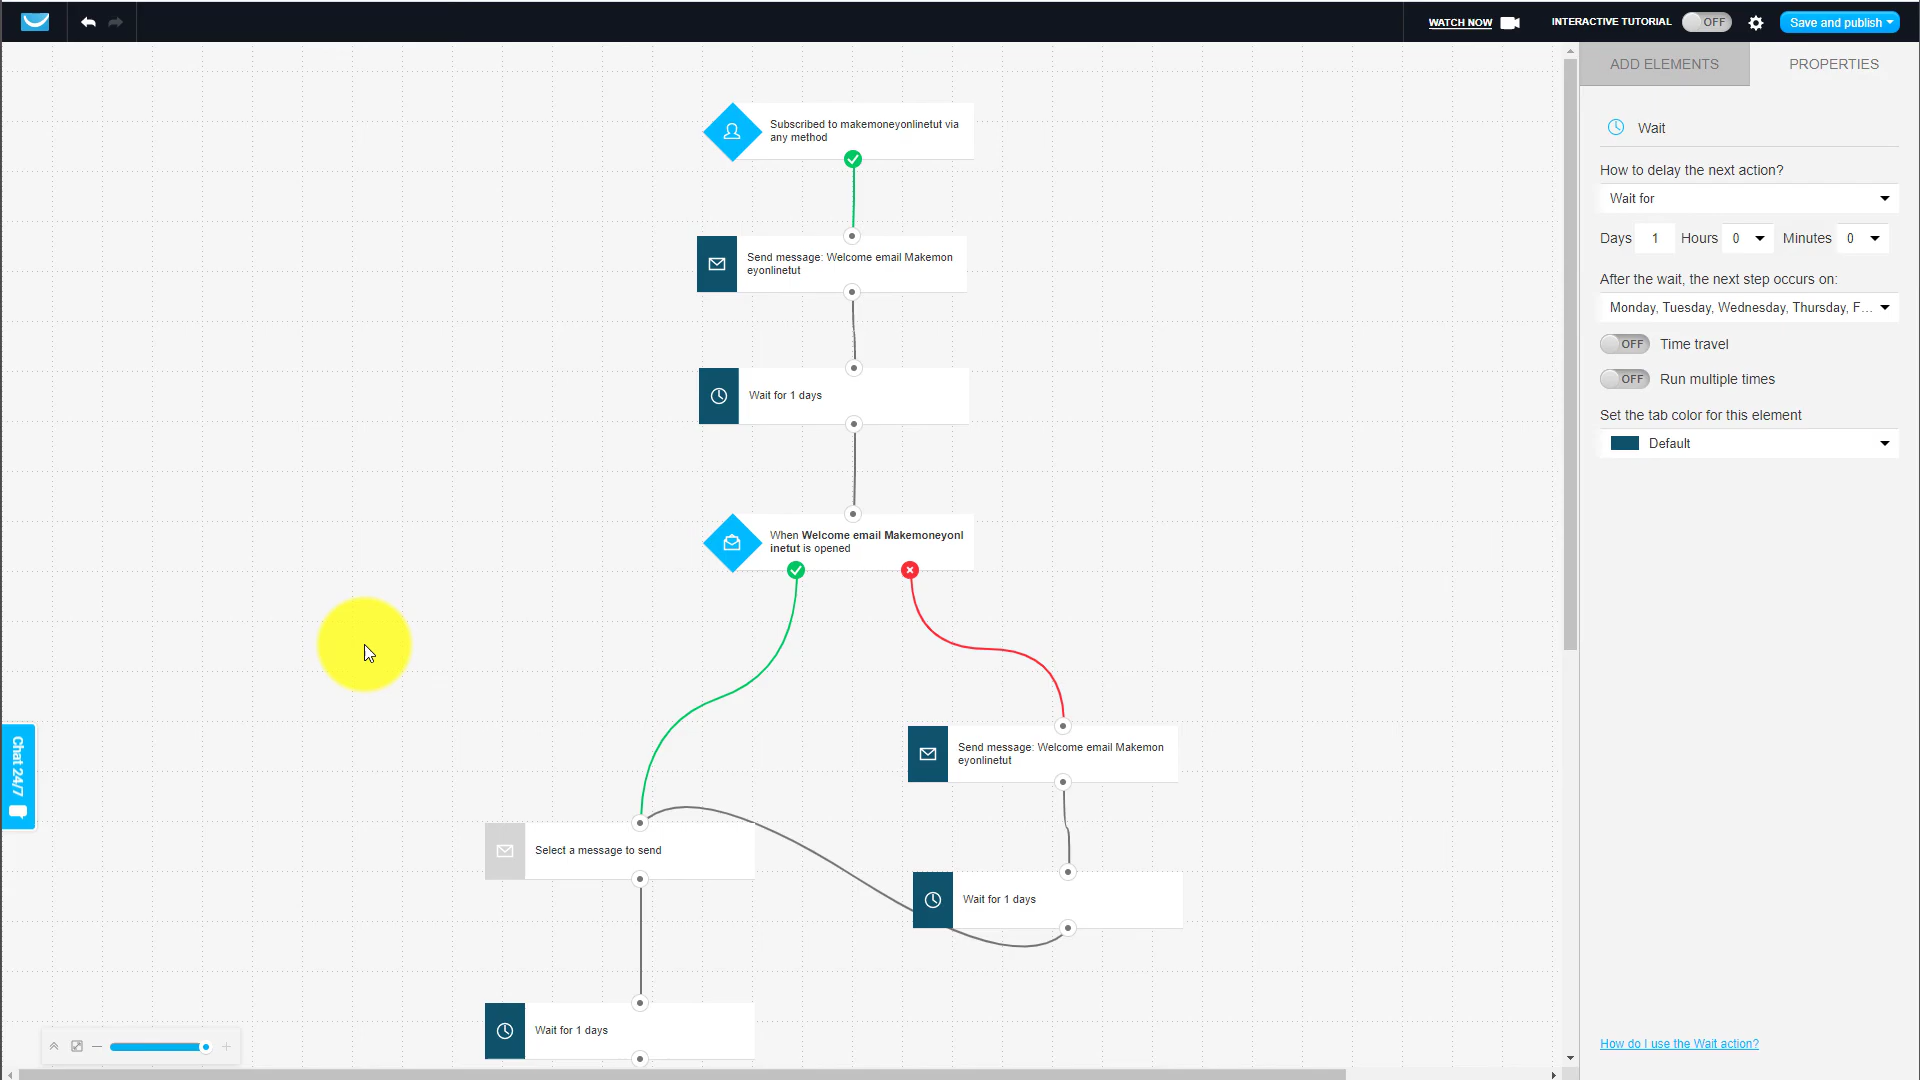 WATCH NOW
INTERACTIVE TUTORIAL
OFF
Save and publish
ADD ELEMENTS
PROPERTIES
Subscribed to makemoneyonlinetut via
any method
Send message: Welcome email Makemon
eyonlinetut
Wait for 1 days
When Welcome email Makemoneyonl
inetut is opened
Send message: Welcome email Makemon
eyonlinetut
Select a message to send
Wait for 1 days
Wait for 1 days
Chat 24/7
Wait
How to delay the next action?
Wait for
Days 1 Hours 0 Minutes 0
After the wait, the next step occurs on:
Monday, Tuesday, Wednesday, Thursday, F...
OFF Time travel
OFF Run multiple times
Set the tab color for this element
Default
How do I use the Wait action?